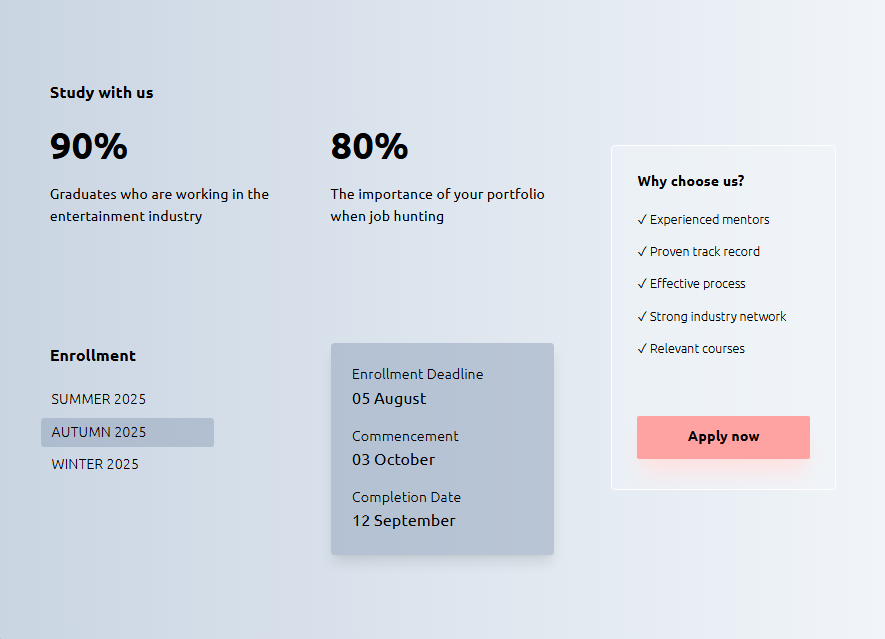 Study with us
90%
Graduates who are working in the
entertainment industry
80%
The importance of your portfolio
when job hunting
Why choose us?
✓ Experienced mentors
✓ Proven track record
✓ Effective process
✓ Strong industry network
✓ Relevant courses
Apply now
Enrollment
SUMMER 2025
AUTUMN 2025
WINTER 2025
Enrollment Deadline
05 August
Commencement
03 October
Completion Date
12 September